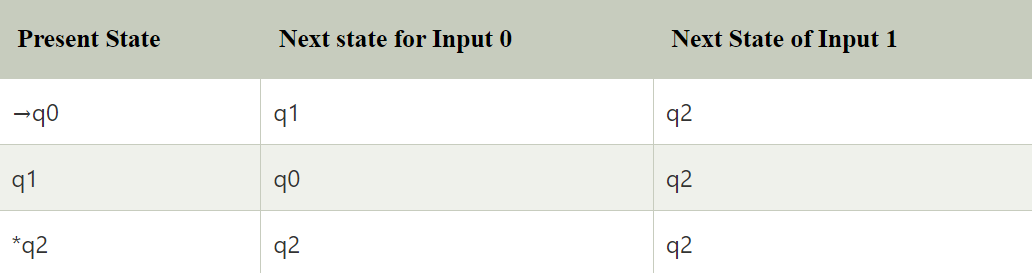 Present State Next state for Input 0 Next State of Input 1
→q0 q1 q2
q1 q0 q2
*q2 q2 q2